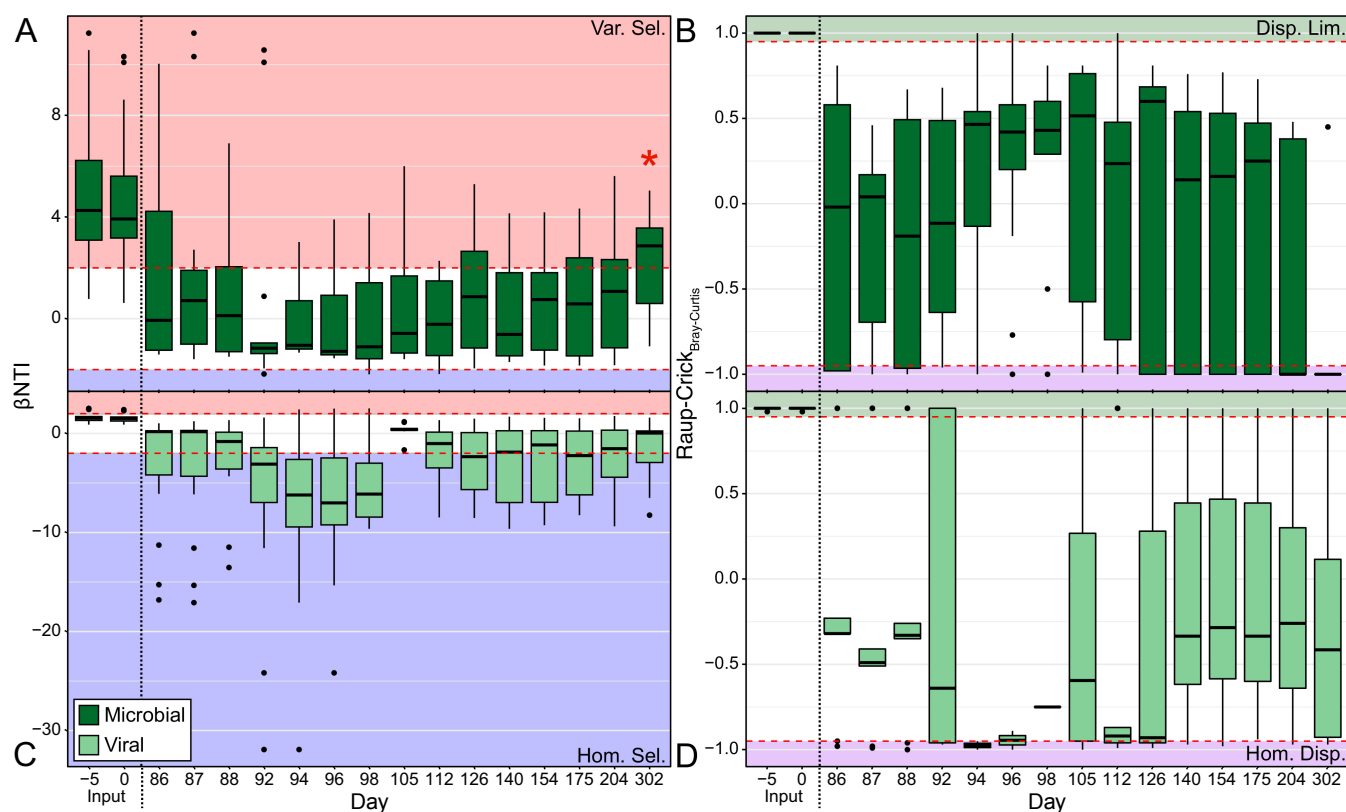 A
Var. Sel.
B
Disp. Lim.
8
4
0
*
1.0
0.5
0.0
−0.5
−1.0
βNTI
Raup-Crick Bray-Curtis
0
−10
−20
−30
1.0
0.5
0.0
−0.5
−1.0
Microbial
Viral
C
Hom. Sel.
D
Hom. Disp.
−5 0 86 87 88 92 94 96 98 105 112 126 140 154 175 204 302
−5 0 86 87 88 92 94 96 98 105 112 126 140 154 175 204 302
Input
Day
Input
Day